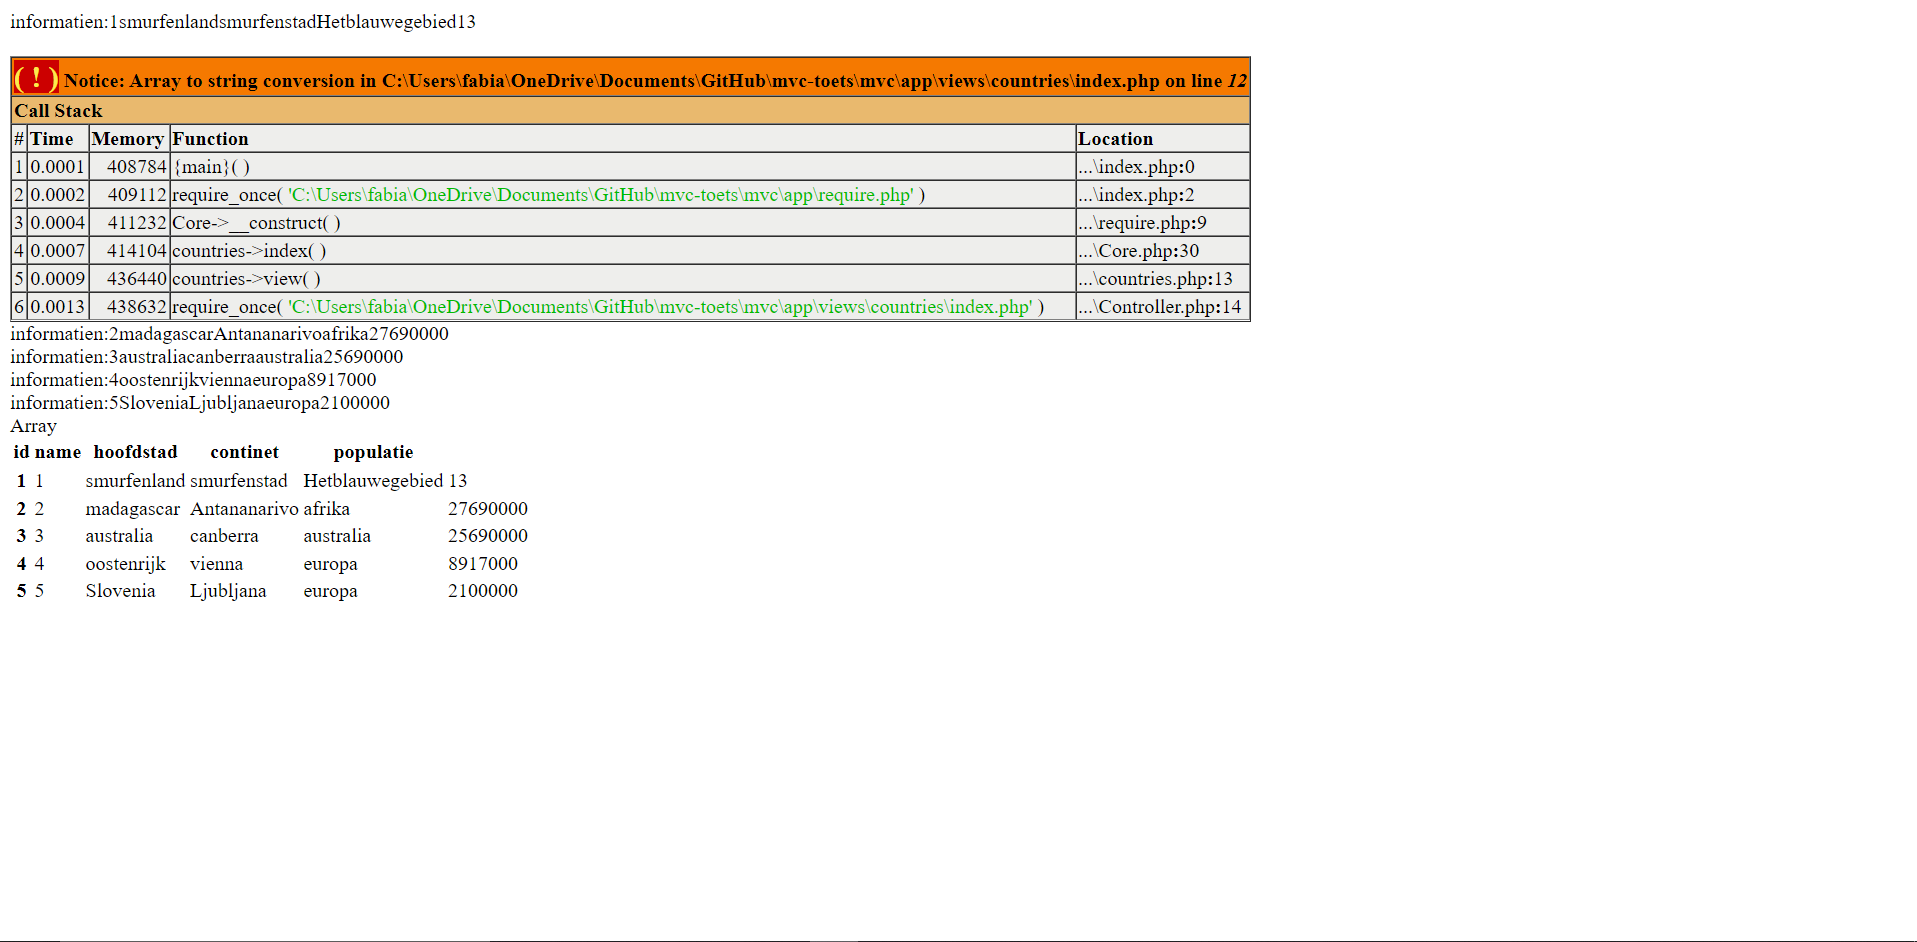 informatien:1smurfenlandsmurfenstadHetblauwegebied13
( ! ) Notice: Array to string conversion in C:\Users\fabia\OneDrive\Documents\GitHub\mvc-toets\mvc\app\views\countries\index.php on line 12
Call Stack
# Time Memory Function Location
1 0.0001 408784 {main}( ) ...\index.php:0
2 0.0002 409112 require_once( 'C:\Users\fabia\OneDrive\Documents\GitHub\mvc-toets\mvc\app\require.php' ) ...\index.php:2
3 0.0004 411232 Core->__construct( ) ...\require.php:9
4 0.0007 414104 countries->index( ) ...\Core.php:30
5 0.0009 436440 countries->view( ) ...\countries.php:13
6 0.0013 438632 require_once( 'C:\Users\fabia\OneDrive\Documents\GitHub\mvc-toets\mvc\app\views\countries\index.php' ) ...\Controller.php:14
informatien:2madagascarAntananarivoafrika27690000
informatien:3australiacanberraaustralia25690000
informatien:4oostenrijkviennaeuropa8917000
informatien:5SloveniaLjubljanaeuropa2100000
Array
id name hoofdstad continet populatie
1 1 smurfenland smurfenstad Hetblauwegebied 13
2 2 madagascar Antananarivo afrika 27690000
3 3 australia canberra australia 25690000
4 4 oostenrijk vienna europa 8917000
5 5 Slovenia Ljubljana europa 2100000